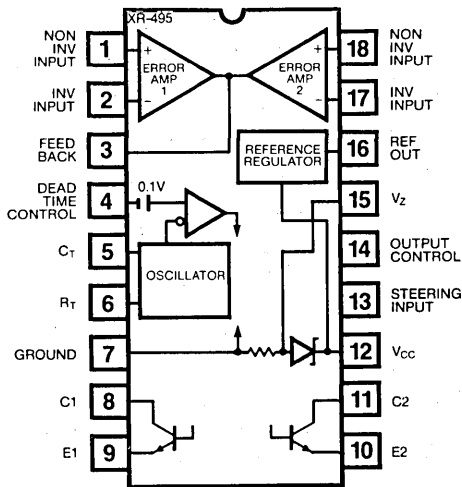 XR-495
NON
INV
INPUT
1
+
ERROR
AMP
1
INV
INPUT
2
−
FEED
BACK
3
DEAD
TIME
CONTROL
4
0.1V
CT
5
OSCILLATOR
RT
6
GROUND
7
C1
8
E1
9
+
ERROR
AMP
2
18
NON
INV
INPUT
−
17
INV
INPUT
REFERENCE
REGULATOR
16
REF
OUT
15
VZ
14
OUTPUT
CONTROL
13
STEERING
INPUT
12
VCC
11
C2
10
E2